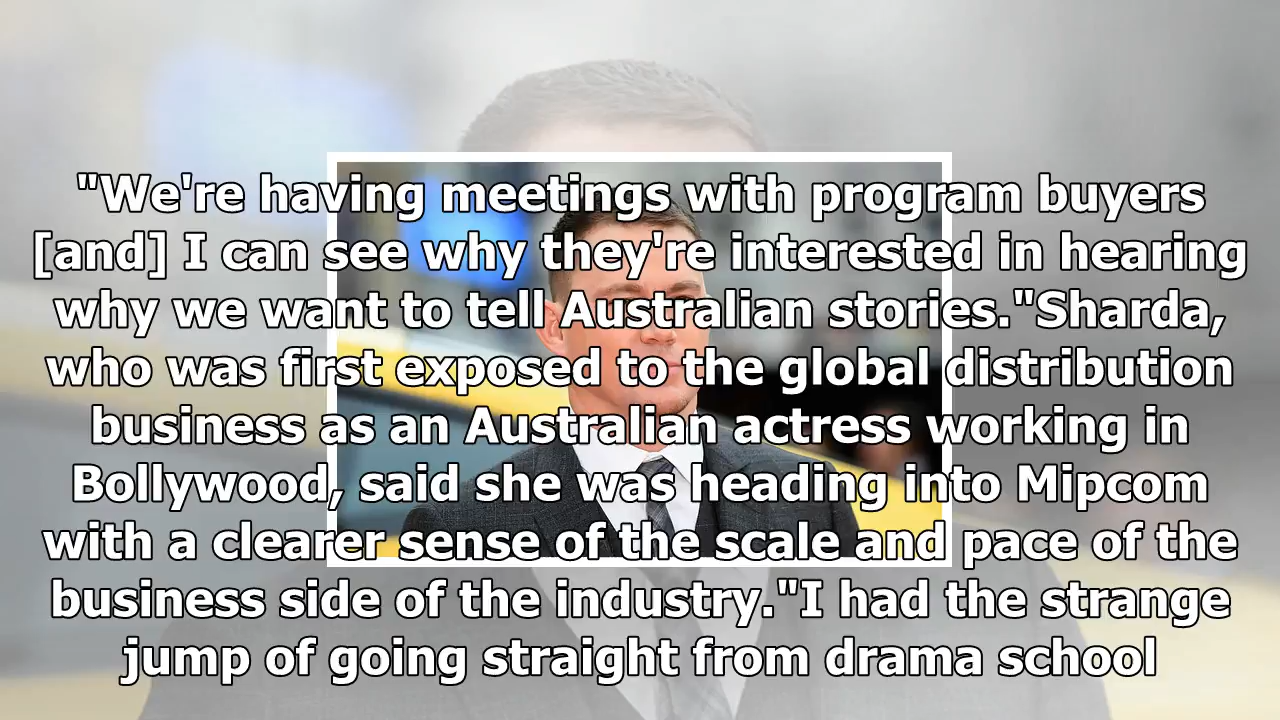 "We're having meetings with program buyers
[and] I can see why they're interested in hearing
why we want to tell Australian stories."Sharda,
who was first exposed to the global distribution
business as an Australian actress working in
Bollywood, said she was heading into Mipcom
with a clearer sense of the scale and pace of the
business side of the industry."I had the strange
jump of going straight from drama school